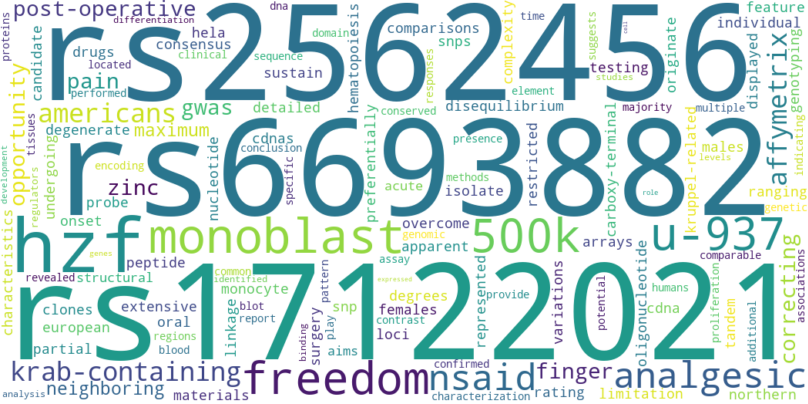 post-operative differentiation dna domain time complexity feature
proteins located hela comparisons snps individual
candidate drugs consensus clinical sequence suggests originate displayed genotyping
rs2562456
pain performed sustain hematopoiesis responses element testing studies cell
opportunity americans gwas detailed disequilibrium majority multiple affymetrix indicating
tissues degenerate maximum cdnas conserved presence kruppel-related males
undergoing encoding conclusion nucleotide preferentially acute methods restricted carboxy-terminal levels
rs6693882
development regulators zinc probe specific isolate ranging genetic role
characteristics onset overcome
hzf monoblast 500k u-937
revealed genes peptide genomic apparent arrays comparable correcting
structural common identified assay expressed degrees humans associations
rs17122021
clones extensive monocyte pattern snp females provide represented variations potential cdna oligonucleotide proliferation tandem additional
european oral regions linkage blot report play contrast loci
partial blood surgery aims binding northern
krab-containing freedom nsaid finger analgesic
neighboring confirmed
analysis materials characterization rating limitation northern